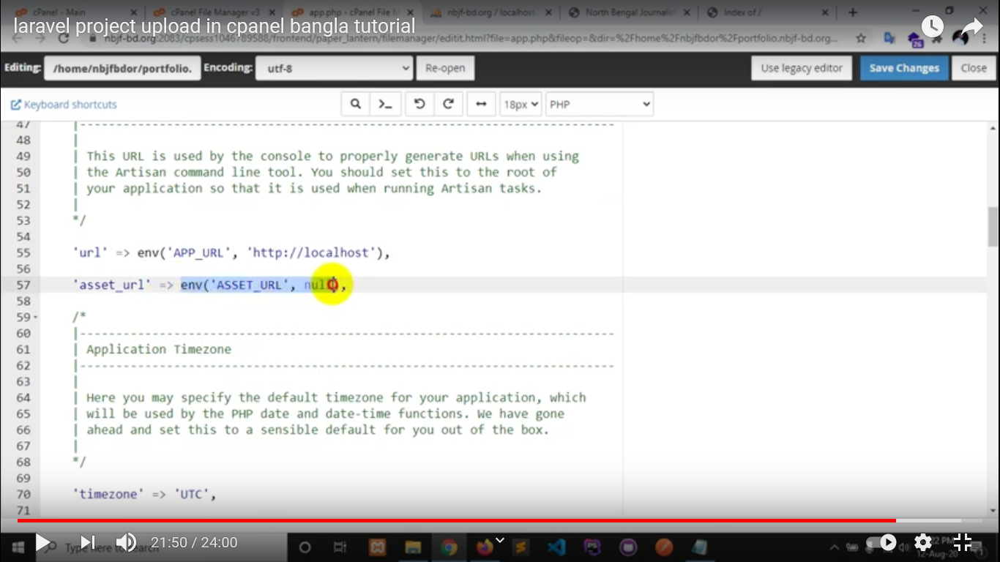 cPanel - Main
cPanel File Manager v3
app.php - cPanel File M
nbjf-bd.org / localhost
North Bengal Journalis
Index of /
laravel project upload in cpanel bangla tutorial
nbjf-bd.org:2083/cpsess1046789588/frontend/paper_lantern/filemanager/editit.html?file=app.php&fileop=&dir=%2Fhome%2Fnbjfbdor%2Fportfolio.nbjf-bd.org...
26
Editing: /home/nbjfbdor/portfolio. Encoding: utf-8 Re-open Use legacy editor Save Changes Close
Keyboard shortcuts 18px PHP
47 |---------------------------------------------------------------------------
48 |
49 | This URL is used by the console to properly generate URLs when using
50 | the Artisan command line tool. You should set this to the root of
51 | your application so that it is used when running Artisan tasks.
52 |
53 */
54
55 'url' => env('APP_URL', 'http://localhost'),
56
57 'asset_url' => env('ASSET_URL', null),
58
59 /*
60 |---------------------------------------------------------------------------
61 | Application Timezone
62 |---------------------------------------------------------------------------
63 |
64 | Here you may specify the default timezone for your application, which
65 | will be used by the PHP date and date-time functions. We have gone
66 | ahead and set this to a sensible default for you out of the box.
67 |
68 */
69
70 'timezone' => 'UTC',
71
21:50 / 24:00
Type here to search
PS
:22 PM
12-Aug-20